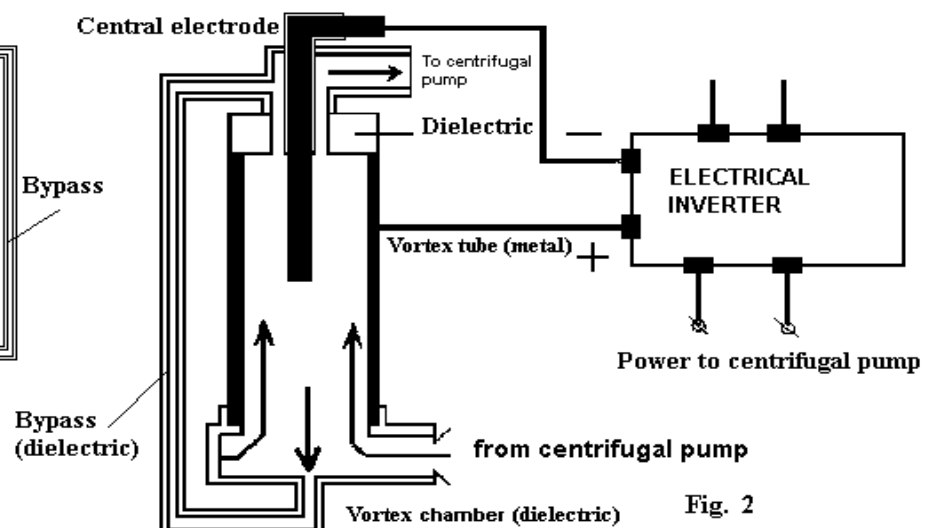 Central electrode
To centrifugal
pump
Dielectric
ELECTRICAL
INVERTER
Bypass
Vortex tube (metal)
Power to centrifugal pump
Bypass
(dielectric)
from centrifugal pump
Vortex chamber (dielectric)
Fig. 2